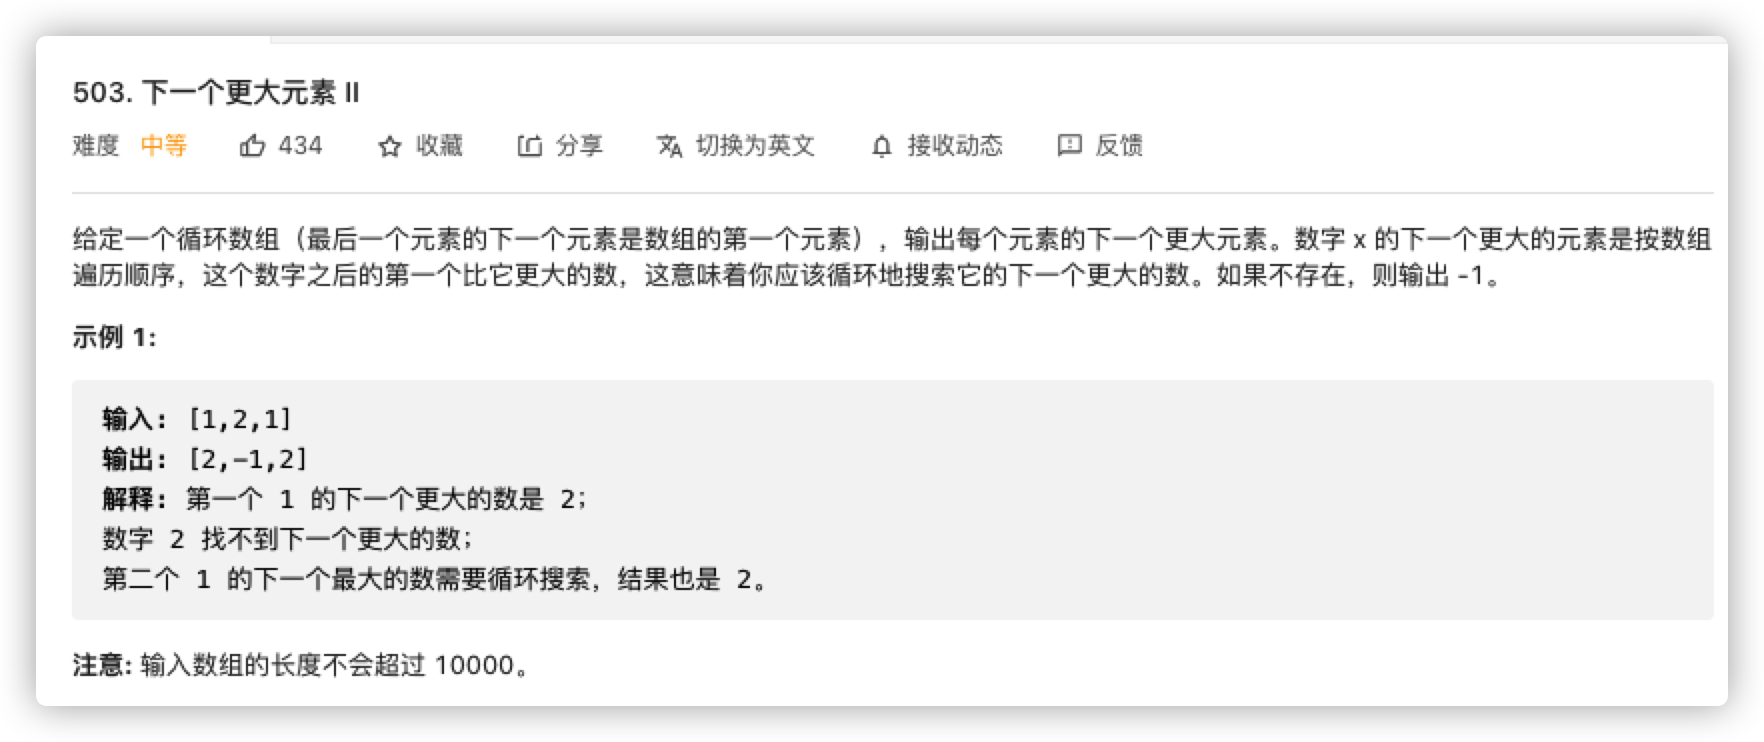 503. 下一个更大元素 II
难度 中等 434 收藏 分享 切换为英文 接收动态 反馈
给定一个循环数组（最后一个元素的下一个元素是数组的第一个元素），输出每个元素的下一个更大元素。数字 x 的下一个更大的元素是按数组
遍历顺序，这个数字之后的第一个比它更大的数，这意味着你应该循环地搜索它的下一个更大的数。如果不存在，则输出 -1。
示例 1:
输入: [1,2,1]
输出: [2,-1,2]
解释: 第一个 1 的下一个更大的数是 2;
数字 2 找不到下一个更大的数;
第二个 1 的下一个最大的数需要循环搜索，结果也是 2。
注意: 输入数组的长度不会超过 10000。